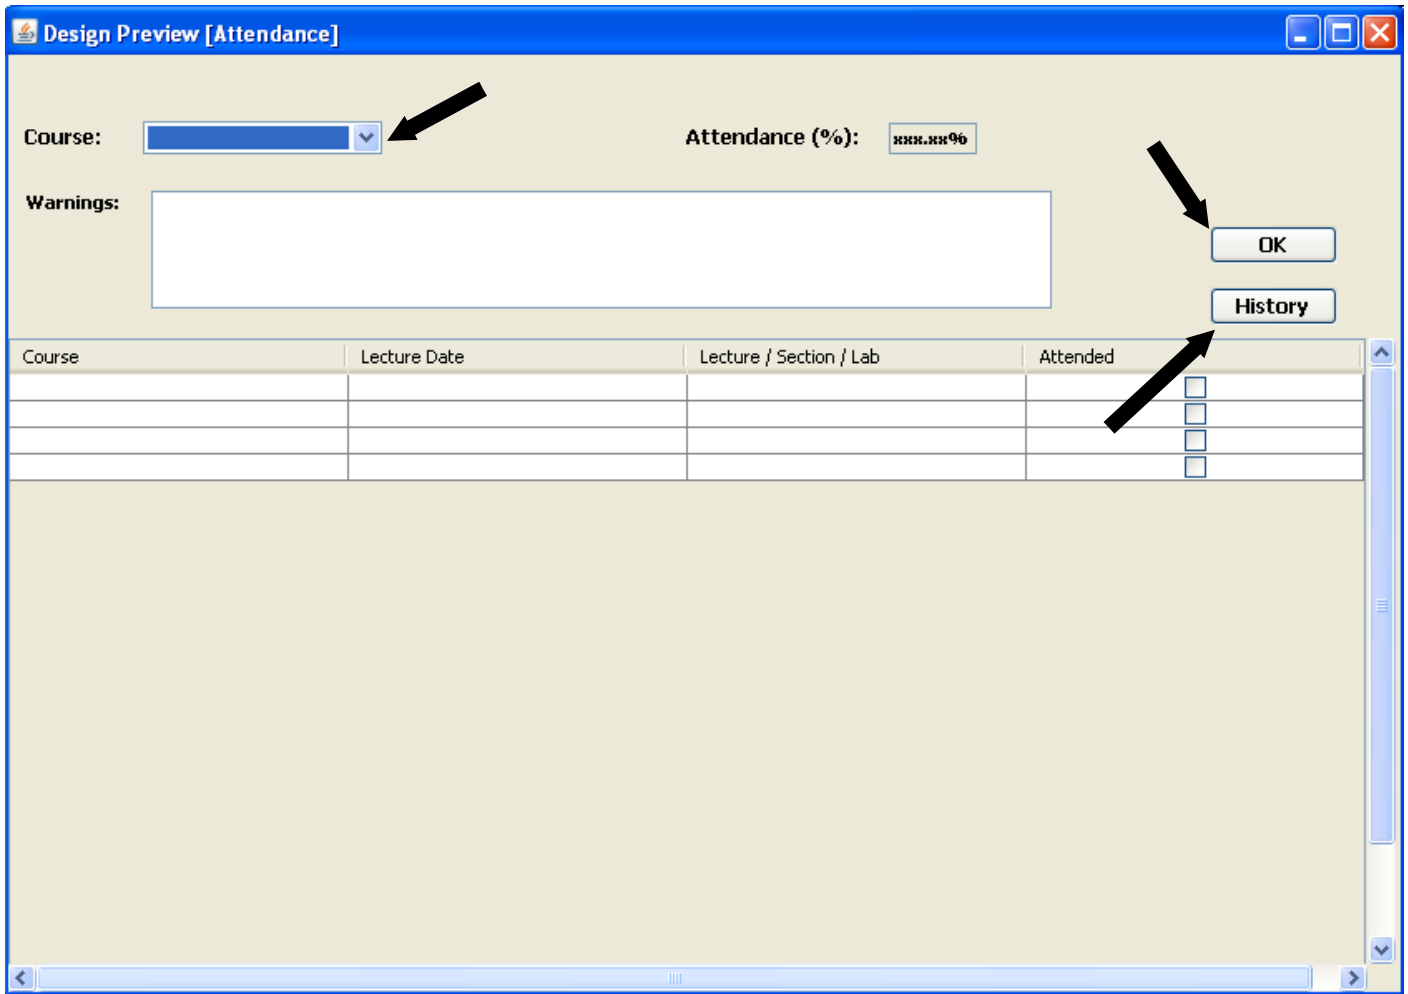 Design Preview [Attendance]
Course:
Attendance (%):
xxx.xx%
Warnings:
OK
History
Course
Lecture Date
Lecture / Section / Lab
Attended